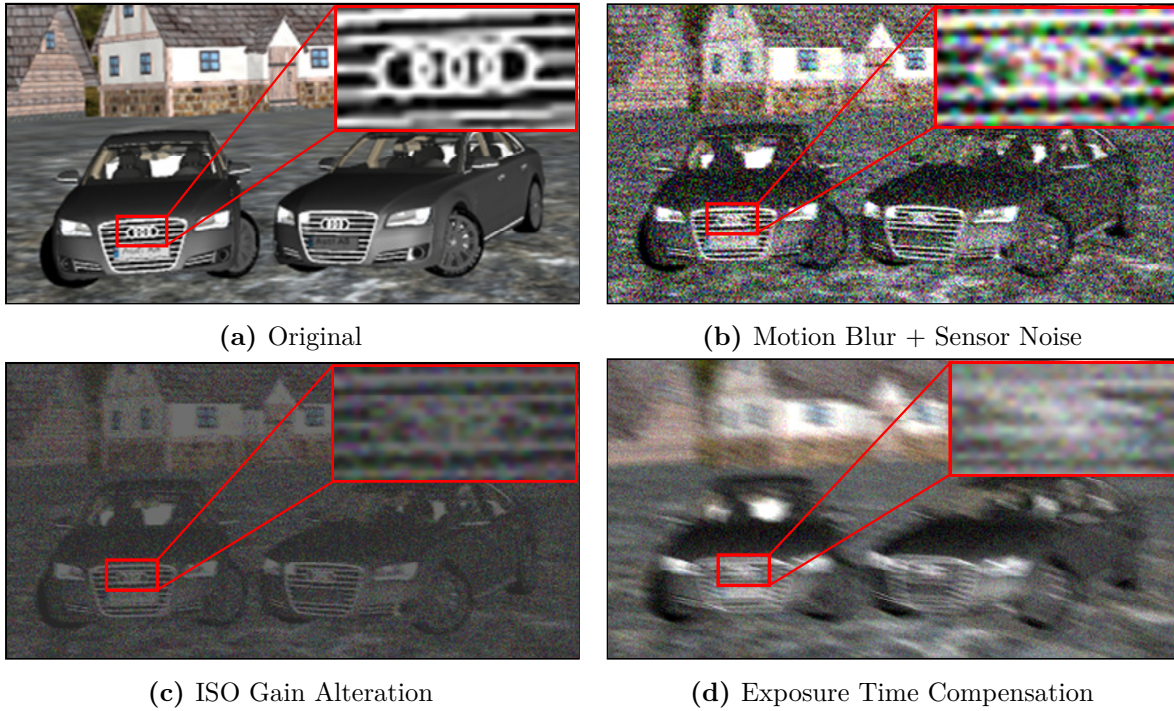 (a) Original
(b) Motion Blur + Sensor Noise
(c) ISO Gain Alteration
(d) Exposure Time Compensation